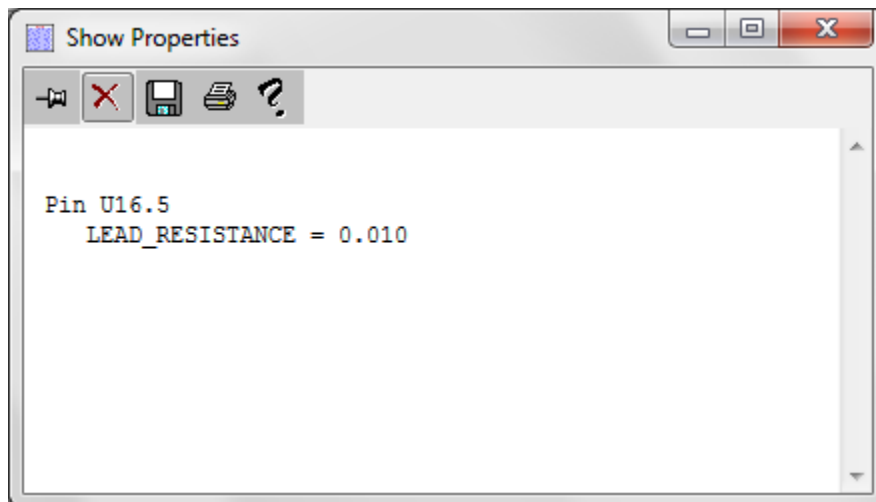 Show Properties
Pin U16.5
LEAD_RESISTANCE = 0.010